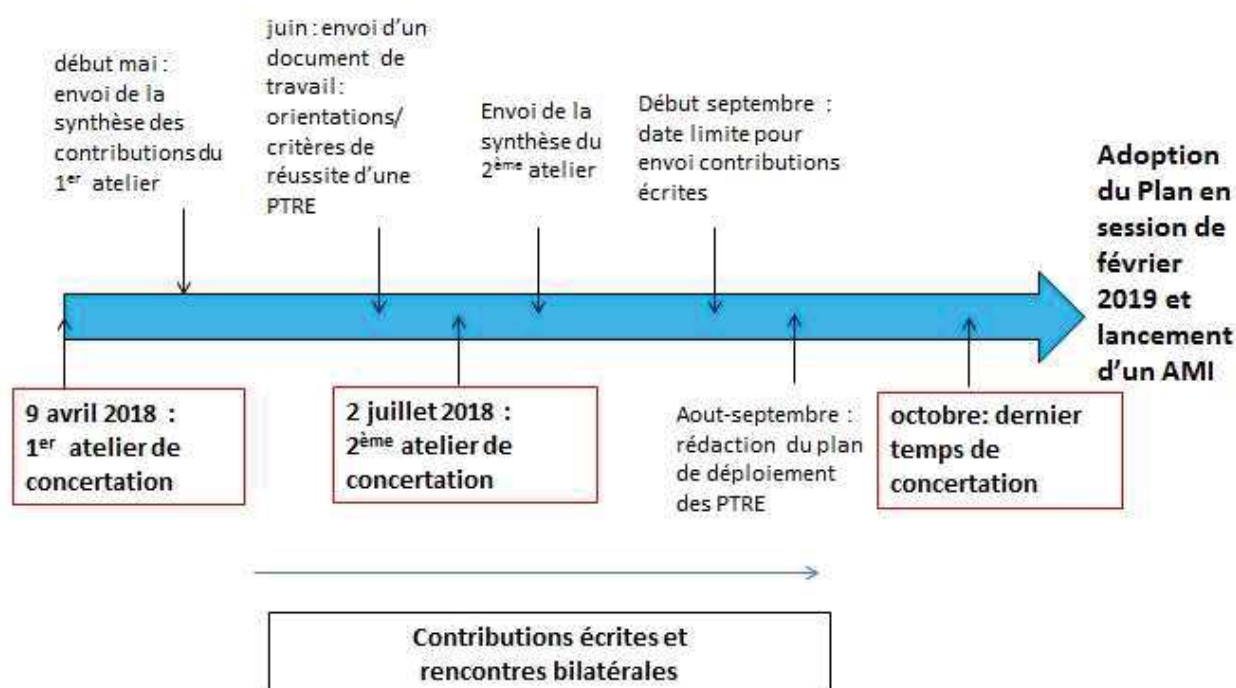 début mai :
envoi de la
synthèse des
contributions du
1er atelier
juin : envoi d'un
document de
travail :
orientations/
critères de
réussite d'une
PTRE
Envoi de la
synthèse du
2ème atelier
Début septembre :
date limite pour
envoi contributions
écrites
Adoption
du Plan en
session de
février
2019 et
lancement
d'un AMI
9 avril 2018 :
1er atelier de
concertation
2 juillet 2018 :
2ème atelier de
concertation
Aout-septembre :
rédaction du plan
de déploiement
des PTRE
octobre: dernier
temps de
concertation
Contributions écrites et
rencontres bilatérales